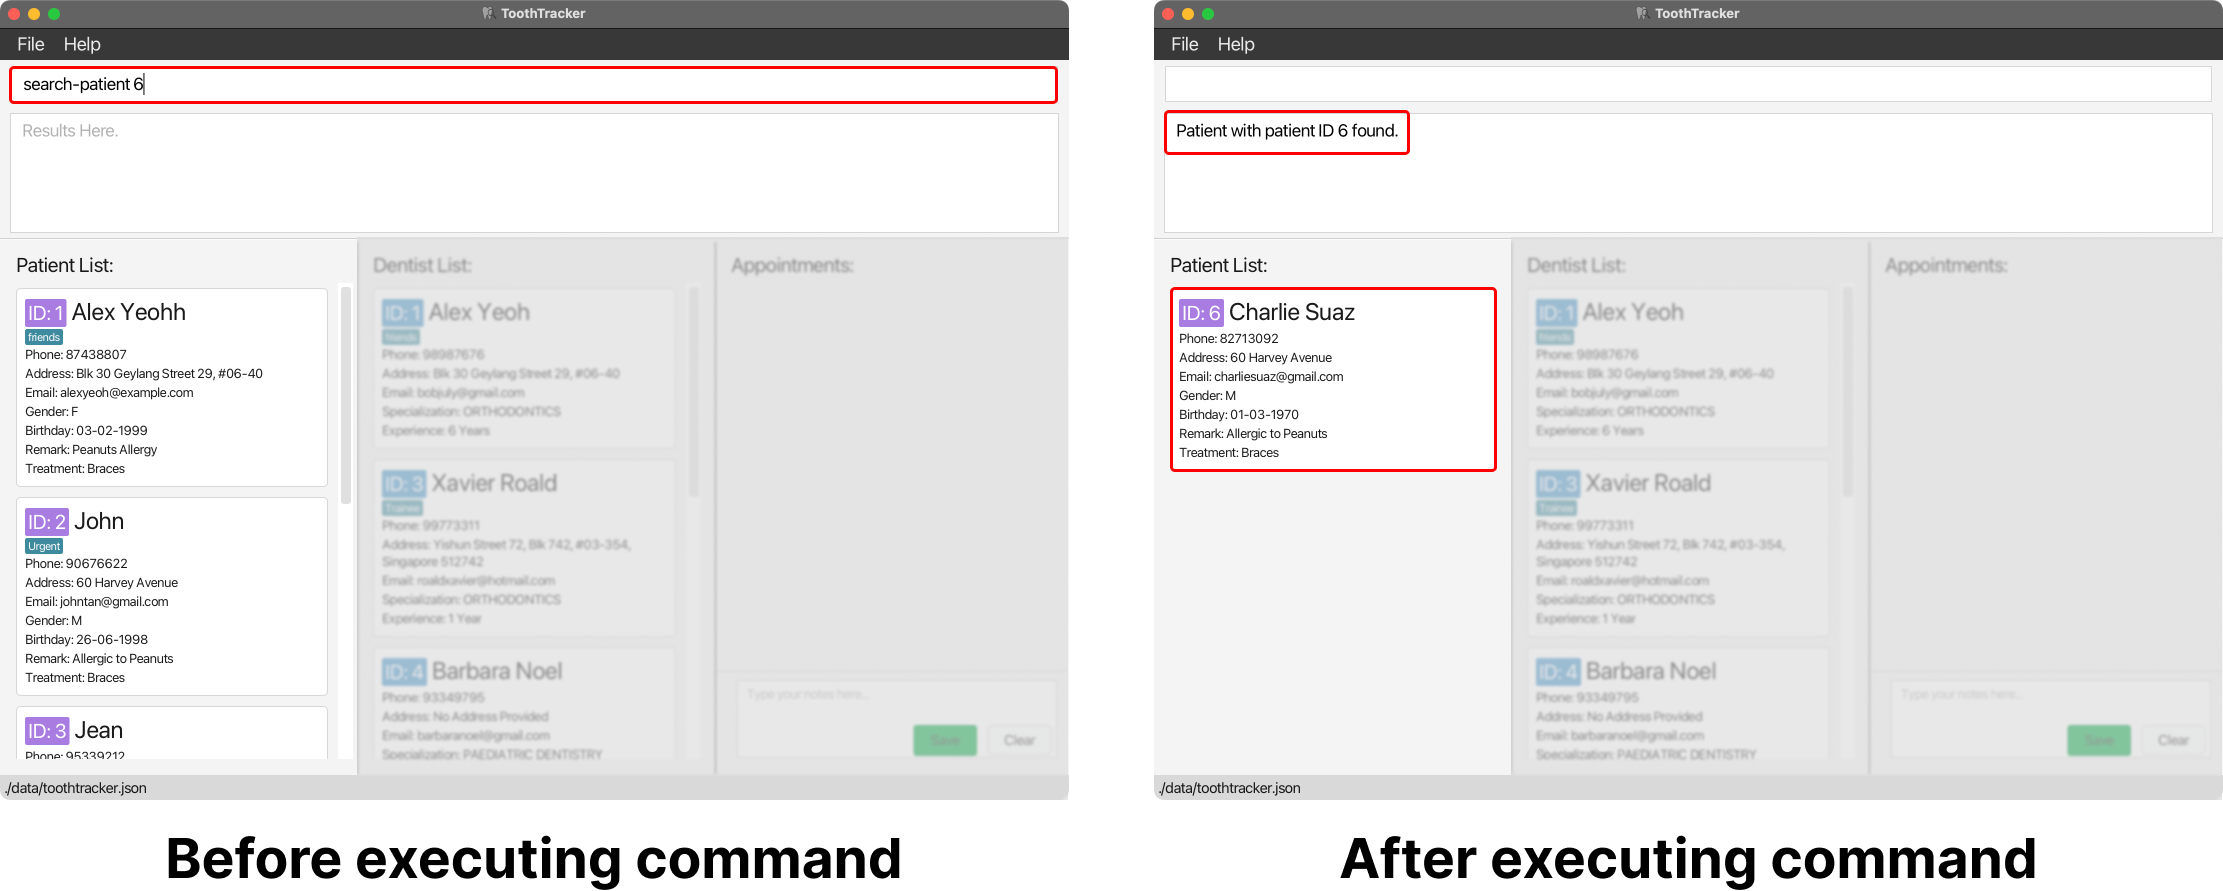 ToothTracker
File Help
search-patient 6
Results Here.
Patient List:
ID: 1 Alex Yeohh
friends
Phone: 87438807
Address: Blk 30 Geylang Street 29, #06-40
Email: alexyeoh@example.com
Gender: F
Birthday: 03-02-1999
Remark: Peanuts Allergy
Treatment: Braces
ID: 2 John
Urgent
Phone: 90676622
Address: 60 Harvey Avenue
Email: johntan@gmail.com
Gender: M
Birthday: 26-06-1998
Remark: Allergic to Peanuts
Treatment: Braces
ID: 3 Jean
Phone: 95339212
Dentist List:
ID: 1 Alex Yeoh
friends
Phone: 98987676
Address: Blk 30 Geylang Street 29, #06-40
Email: bobjuly@gmail.com
Specialization: ORTHODONTICS
Experience: 6 Years
ID: 3 Xavier Roald
Trainee
Phone: 99773311
Address: Yishun Street 72, Blk 742, #03-354,
Singapore 512742
Email: roaldxavier@hotmail.com
Specialization: ORTHODONTICS
Experience: 1 Year
ID: 4 Barbara Noel
Phone: 93349795
Address: No Address Provided
Email: barbaranoel@gmail.com
Specialization: PAEDIATRIC DENTISTRY
Appointments:
Type your notes here...
Save Clear
./data/toothtracker.json
Before executing command
ToothTracker
File Help
Patient with patient ID 6 found.
Patient List:
ID: 6 Charlie Suaz
Phone: 82713092
Address: 60 Harvey Avenue
Email: charliesuaz@gmail.com
Gender: M
Birthday: 01-03-1970
Remark: Allergic to Peanuts
Treatment: Braces
Dentist List:
ID: 1 Alex Yeoh
friends
Phone: 98987676
Address: Blk 30 Geylang Street 29, #06-40
Email: bobjuly@gmail.com
Specialization: ORTHODONTICS
Experience: 6 Years
ID: 3 Xavier Roald
Trainee
Phone: 99773311
Address: Yishun Street 72, Blk 742, #03-354,
Singapore 512742
Email: roaldxavier@hotmail.com
Specialization: ORTHODONTICS
Experience: 1 Year
ID: 4 Barbara Noel
Phone: 93349795
Address: No Address Provided
Email: barbaranoel@gmail.com
Specialization: PAEDIATRIC DENTISTRY
Appointments:
Type your notes here...
Save Clear
./data/toothtracker.json
After executing command